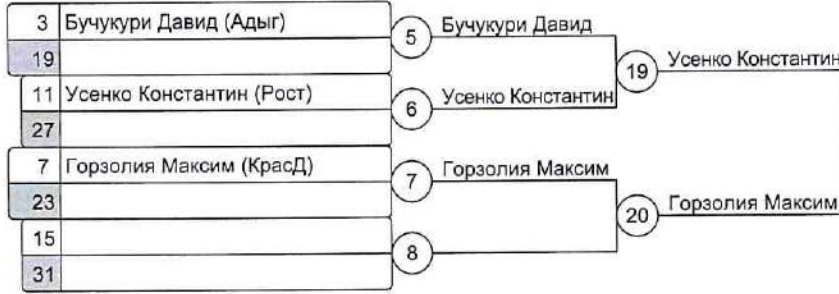 3 Бучукури Давид (Адыг)
19
11 Усенко Константин (Рост)
27
7 Горзолия Максим (КрасД)
23
15
31
5 Бучукури Давид
6 Усенко Константин
7 Горзолия Максим
8
19 Усенко Константин
20 Горзолия Максим